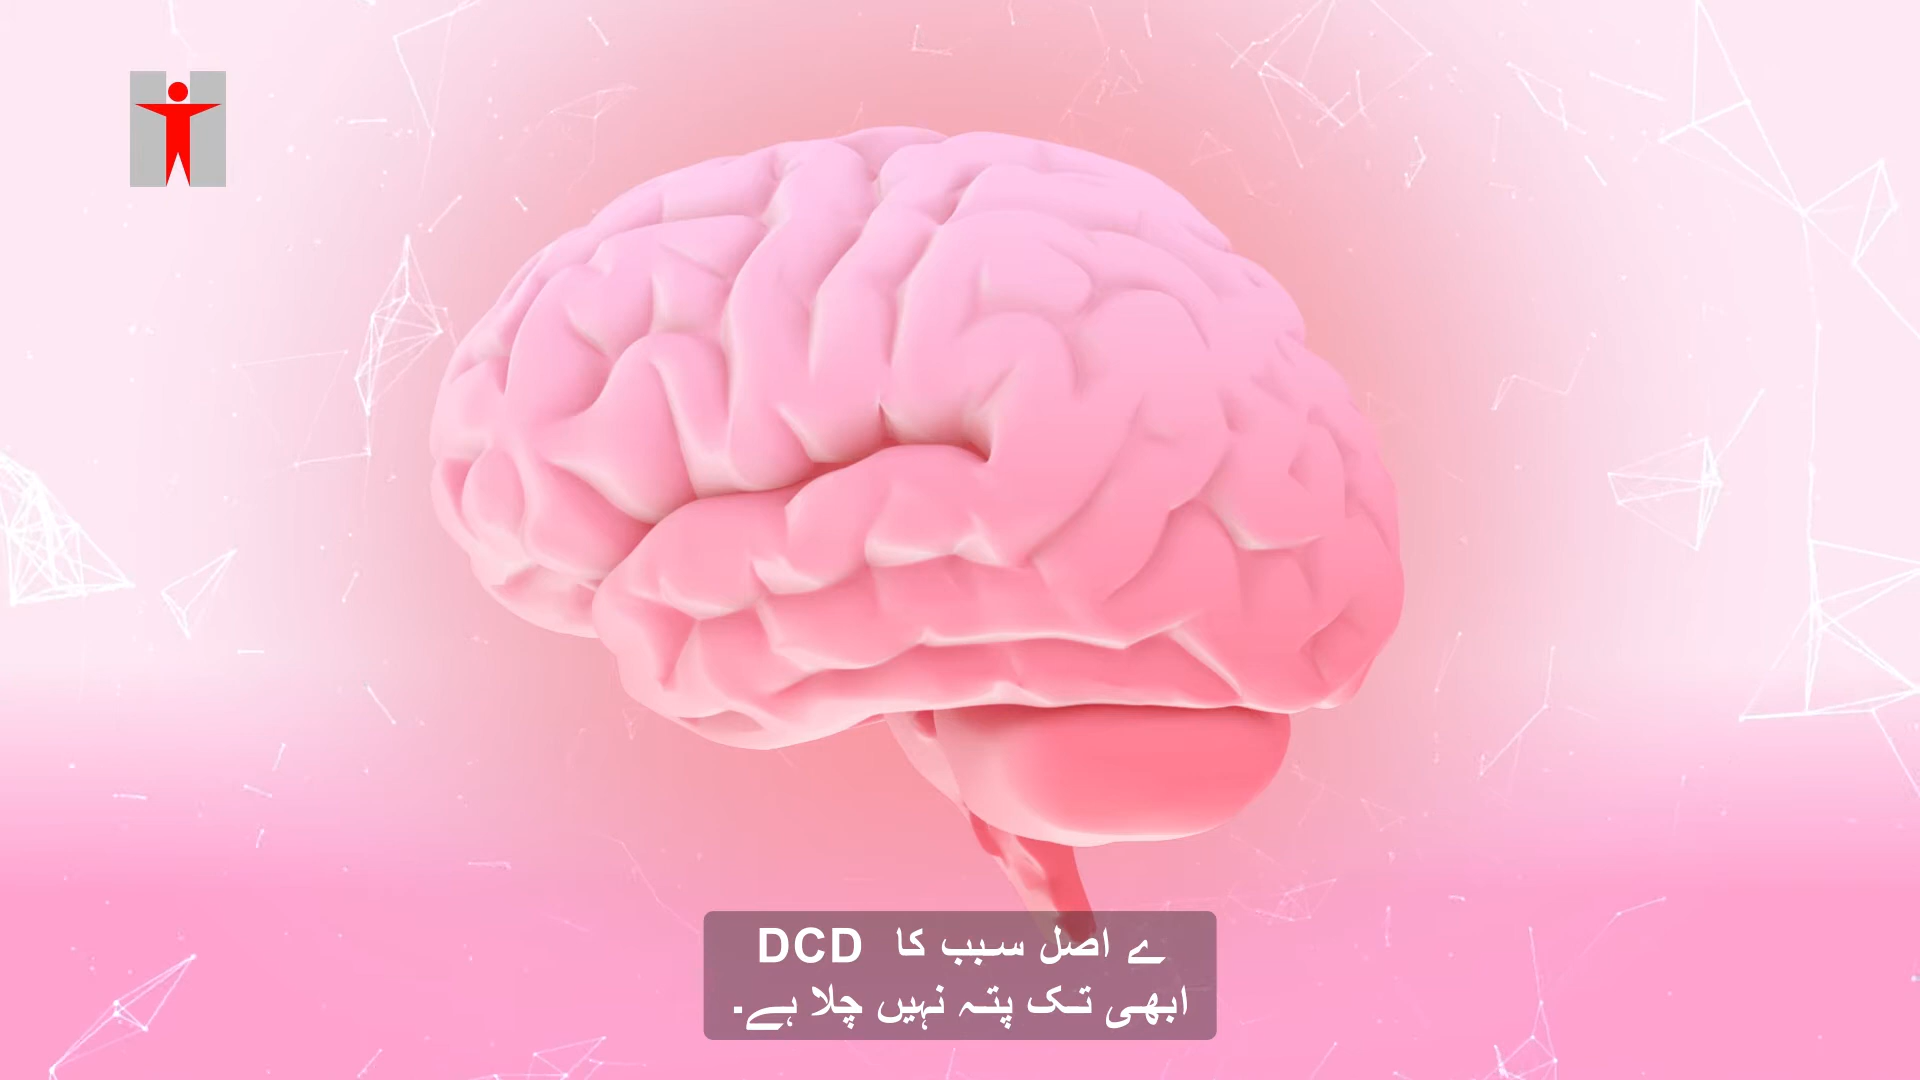 ے اصل سبب کا DCD
ابھی تک پتہ نہیں چلا ہے۔